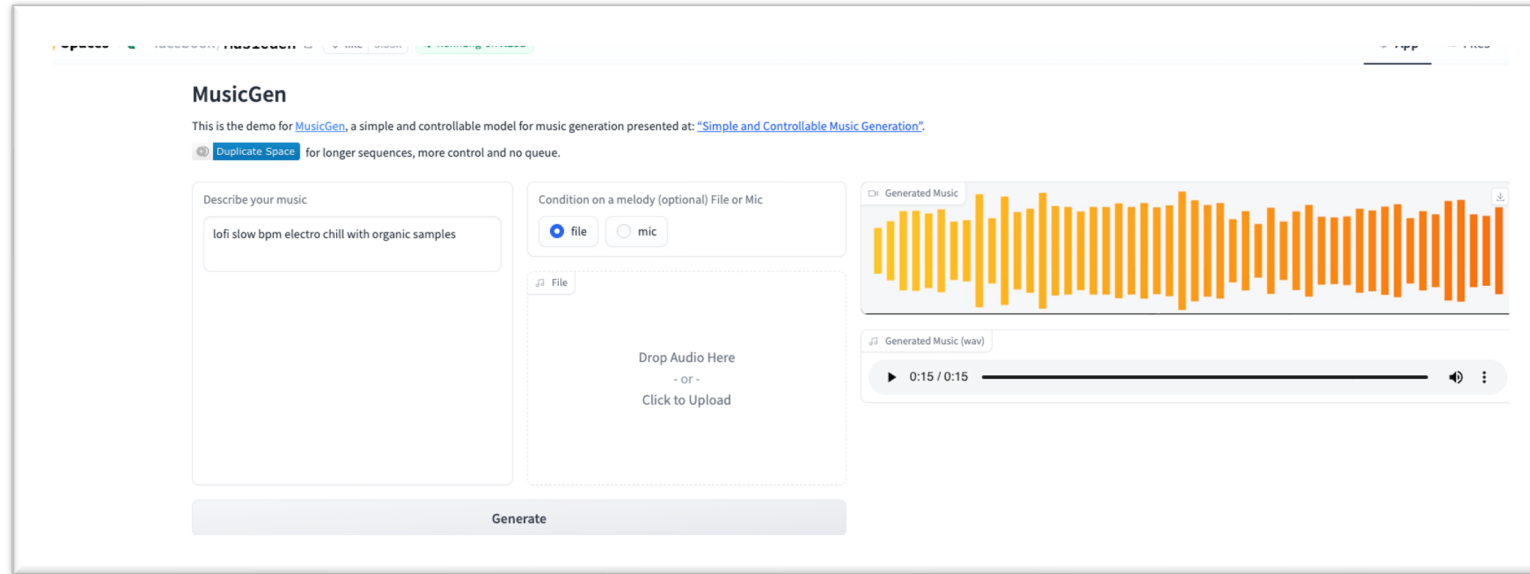 MusicGen
This is the demo for MusicGen, a simple and controllable model for music generation presented at: "Simple and Controllable Music Generation".
Duplicate Space for longer sequences, more control and no queue.
Describe your music
lofi slow bpm electro chill with organic samples
Condition on a melody (optional) File or Mic
file mic
File
Drop Audio Here
- or -
Click to Upload
Generate
Generated Music
Generated Music (wav)
0:15 / 0:15